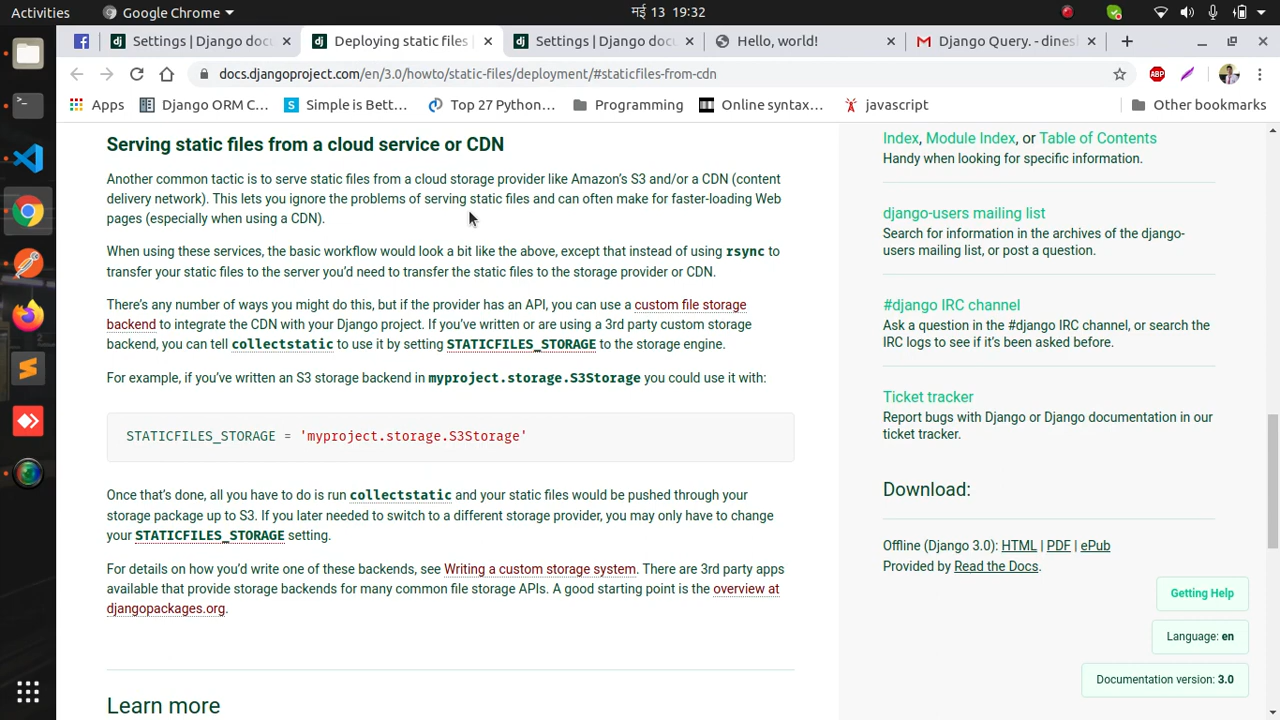 Activities
Google Chrome
मई 13 19:32
Settings | Django docu
Deploying static files
Settings | Django docu
Hello, world!
Django Query. - dines
docs.djangoproject.com/en/3.0/howto/static-files/deployment/#staticfiles-from-cdn
ABP
Apps
Django ORM C...
Simple is Bett...
Top 27 Python...
Programming
Online syntax...
javascript
Other bookmarks
Serving static files from a cloud service or CDN
Another common tactic is to serve static files from a cloud storage provider like Amazon's S3 and/or a CDN (content
delivery network). This lets you ignore the problems of serving static files and can often make for faster-loading Web
pages (especially when using a CDN).
When using these services, the basic workflow would look a bit like the above, except that instead of using rsync to
transfer your static files to the server you'd need to transfer the static files to the storage provider or CDN.
There's any number of ways you might do this, but if the provider has an API, you can use a custom file storage
backend to integrate the CDN with your Django project. If you've written or are using a 3rd party custom storage
backend, you can tell collectstatic to use it by setting STATICFILES_STORAGE to the storage engine.
For example, if you've written an S3 storage backend in myproject.storage.S3Storage you could use it with:
STATICFILES_STORAGE = 'myproject.storage.S3Storage'
Once that's done, all you have to do is run collectstatic and your static files would be pushed through your
storage package up to S3. If you later needed to switch to a different storage provider, you may only have to change
your STATICFILES_STORAGE setting.
For details on how you'd write one of these backends, see Writing a custom storage system. There are 3rd party apps
available that provide storage backends for many common file storage APIs. A good starting point is the overview at
djangopackages.org.
Learn more
Index, Module Index, or Table of Contents
Handy when looking for specific information.
django-users mailing list
Search for information in the archives of the django-
users mailing list, or post a question.
#django IRC channel
Ask a question in the #django IRC channel, or search the
IRC logs to see if it's been asked before.
Ticket tracker
Report bugs with Django or Django documentation in our
ticket tracker.
Download:
Offline (Django 3.0): HTML | PDF | ePub
Provided by Read the Docs.
Getting Help
Language: en
Documentation version: 3.0